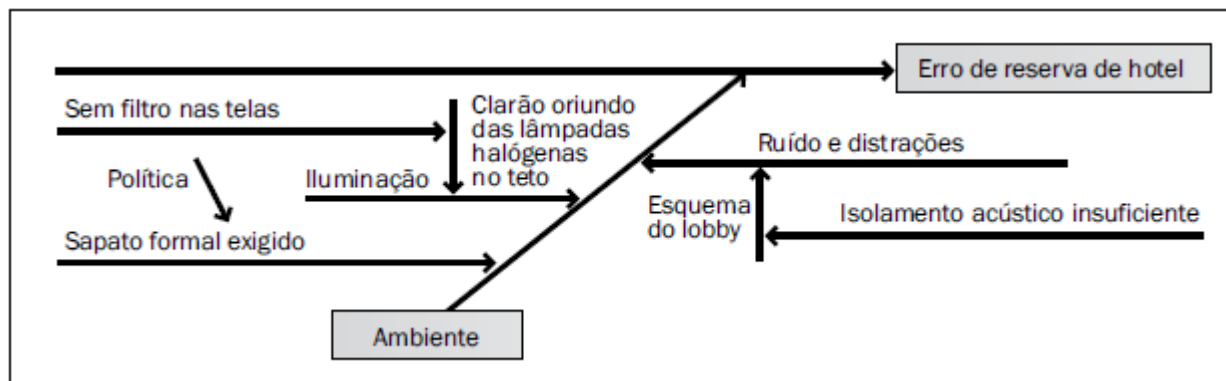 Erro de reserva de hotel
Sem filtro nas telas
Clarão oriundo
das lâmpadas
halógenas
no teto
Ruído e distrações
Política
Iluminação
Esquema
do lobby
Isolamento acústico insuficiente
Sapato formal exigido
Ambiente